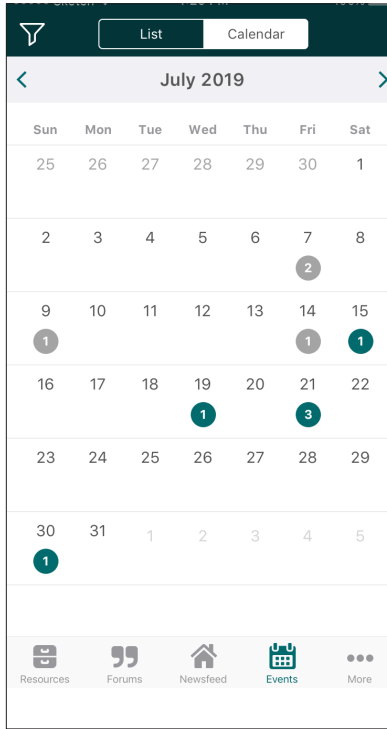 List Calendar
July 2019
Sun Mon Tue Wed Thu Fri Sat
25 26 27 28 29 30 1
2 3 4 5 6 7 8
2
9 10 11 12 13 14 15
1 1 1
16 17 18 19 20 21 22
1 3
23 24 25 26 27 28 29
30 31 1 2 3 4 5
1
Resources Forums Newsfeed Events More